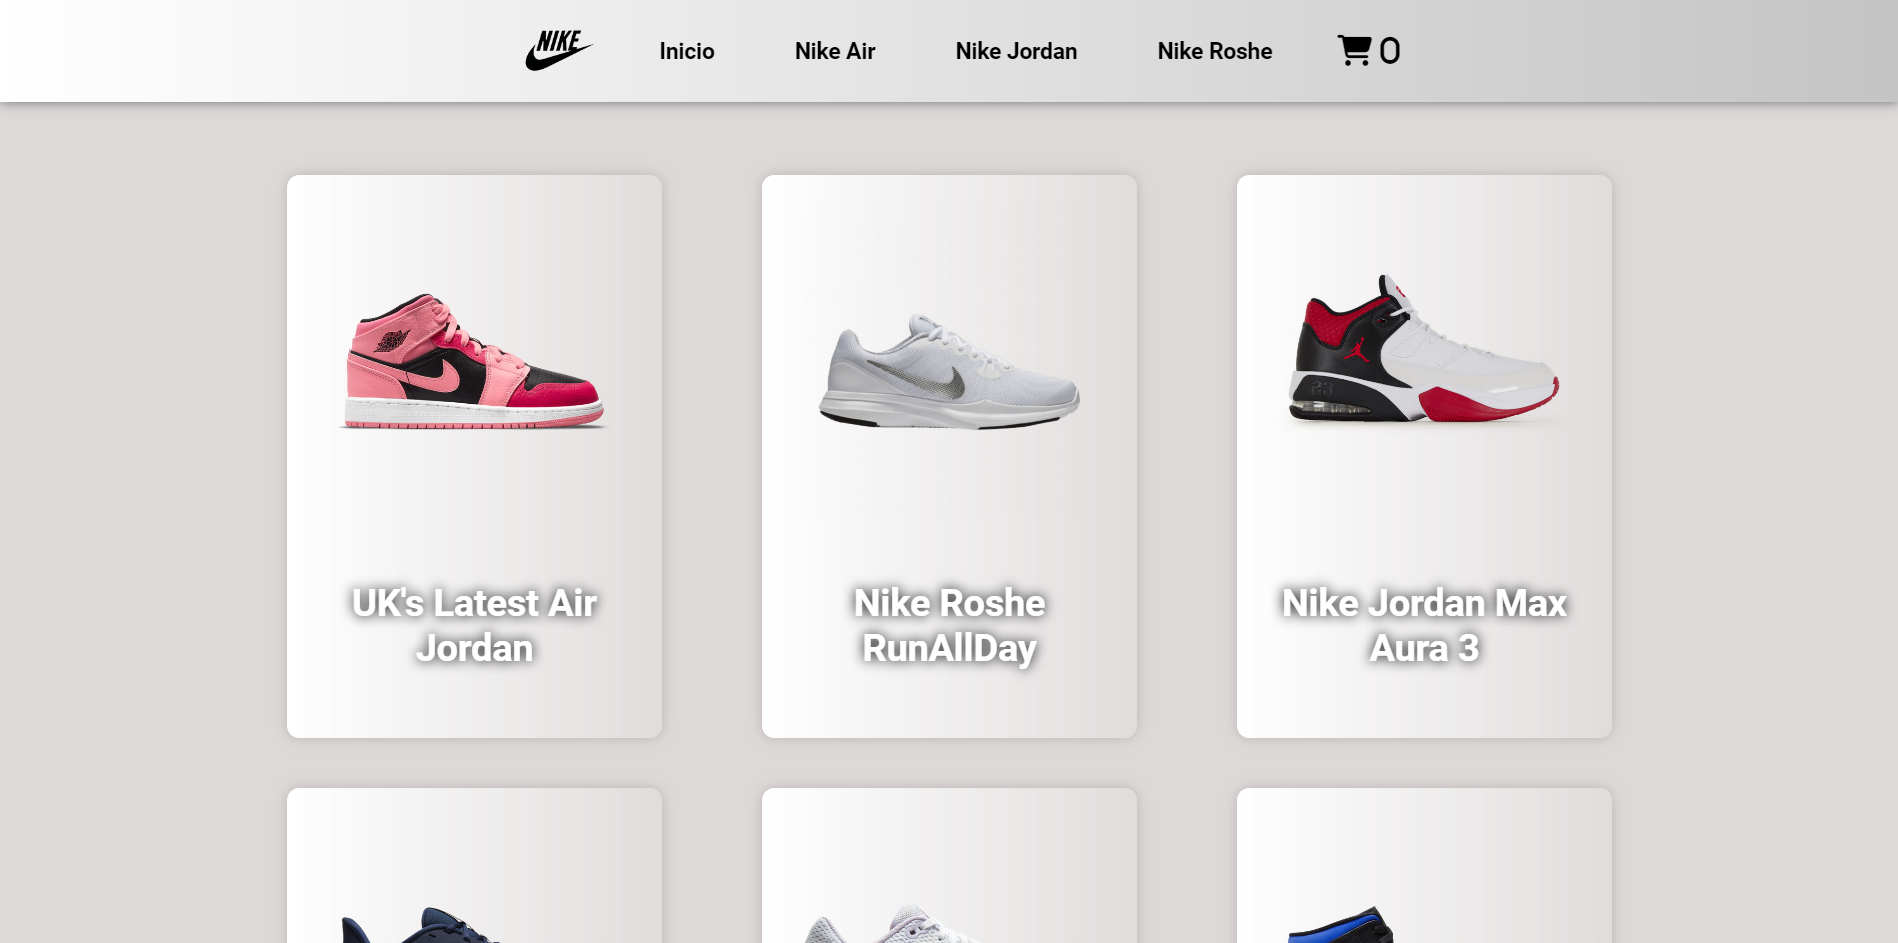 NIKE
Inicio
Nike Air
Nike Jordan
Nike Roshe
0
UK's Latest Air
Jordan
Nike Roshe
RunAllDay
23
Nike Jordan Max
Aura 3